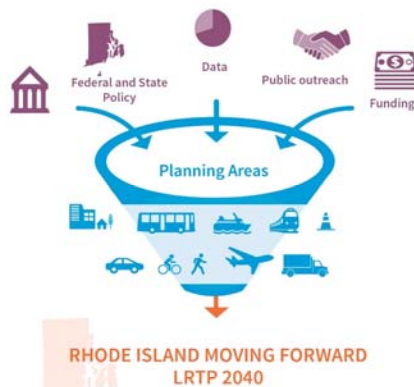 Data
Federal and State
Policy
Public outreach
Funding
Planning Areas
RHODE ISLAND MOVING FORWARD
LRTP 2040